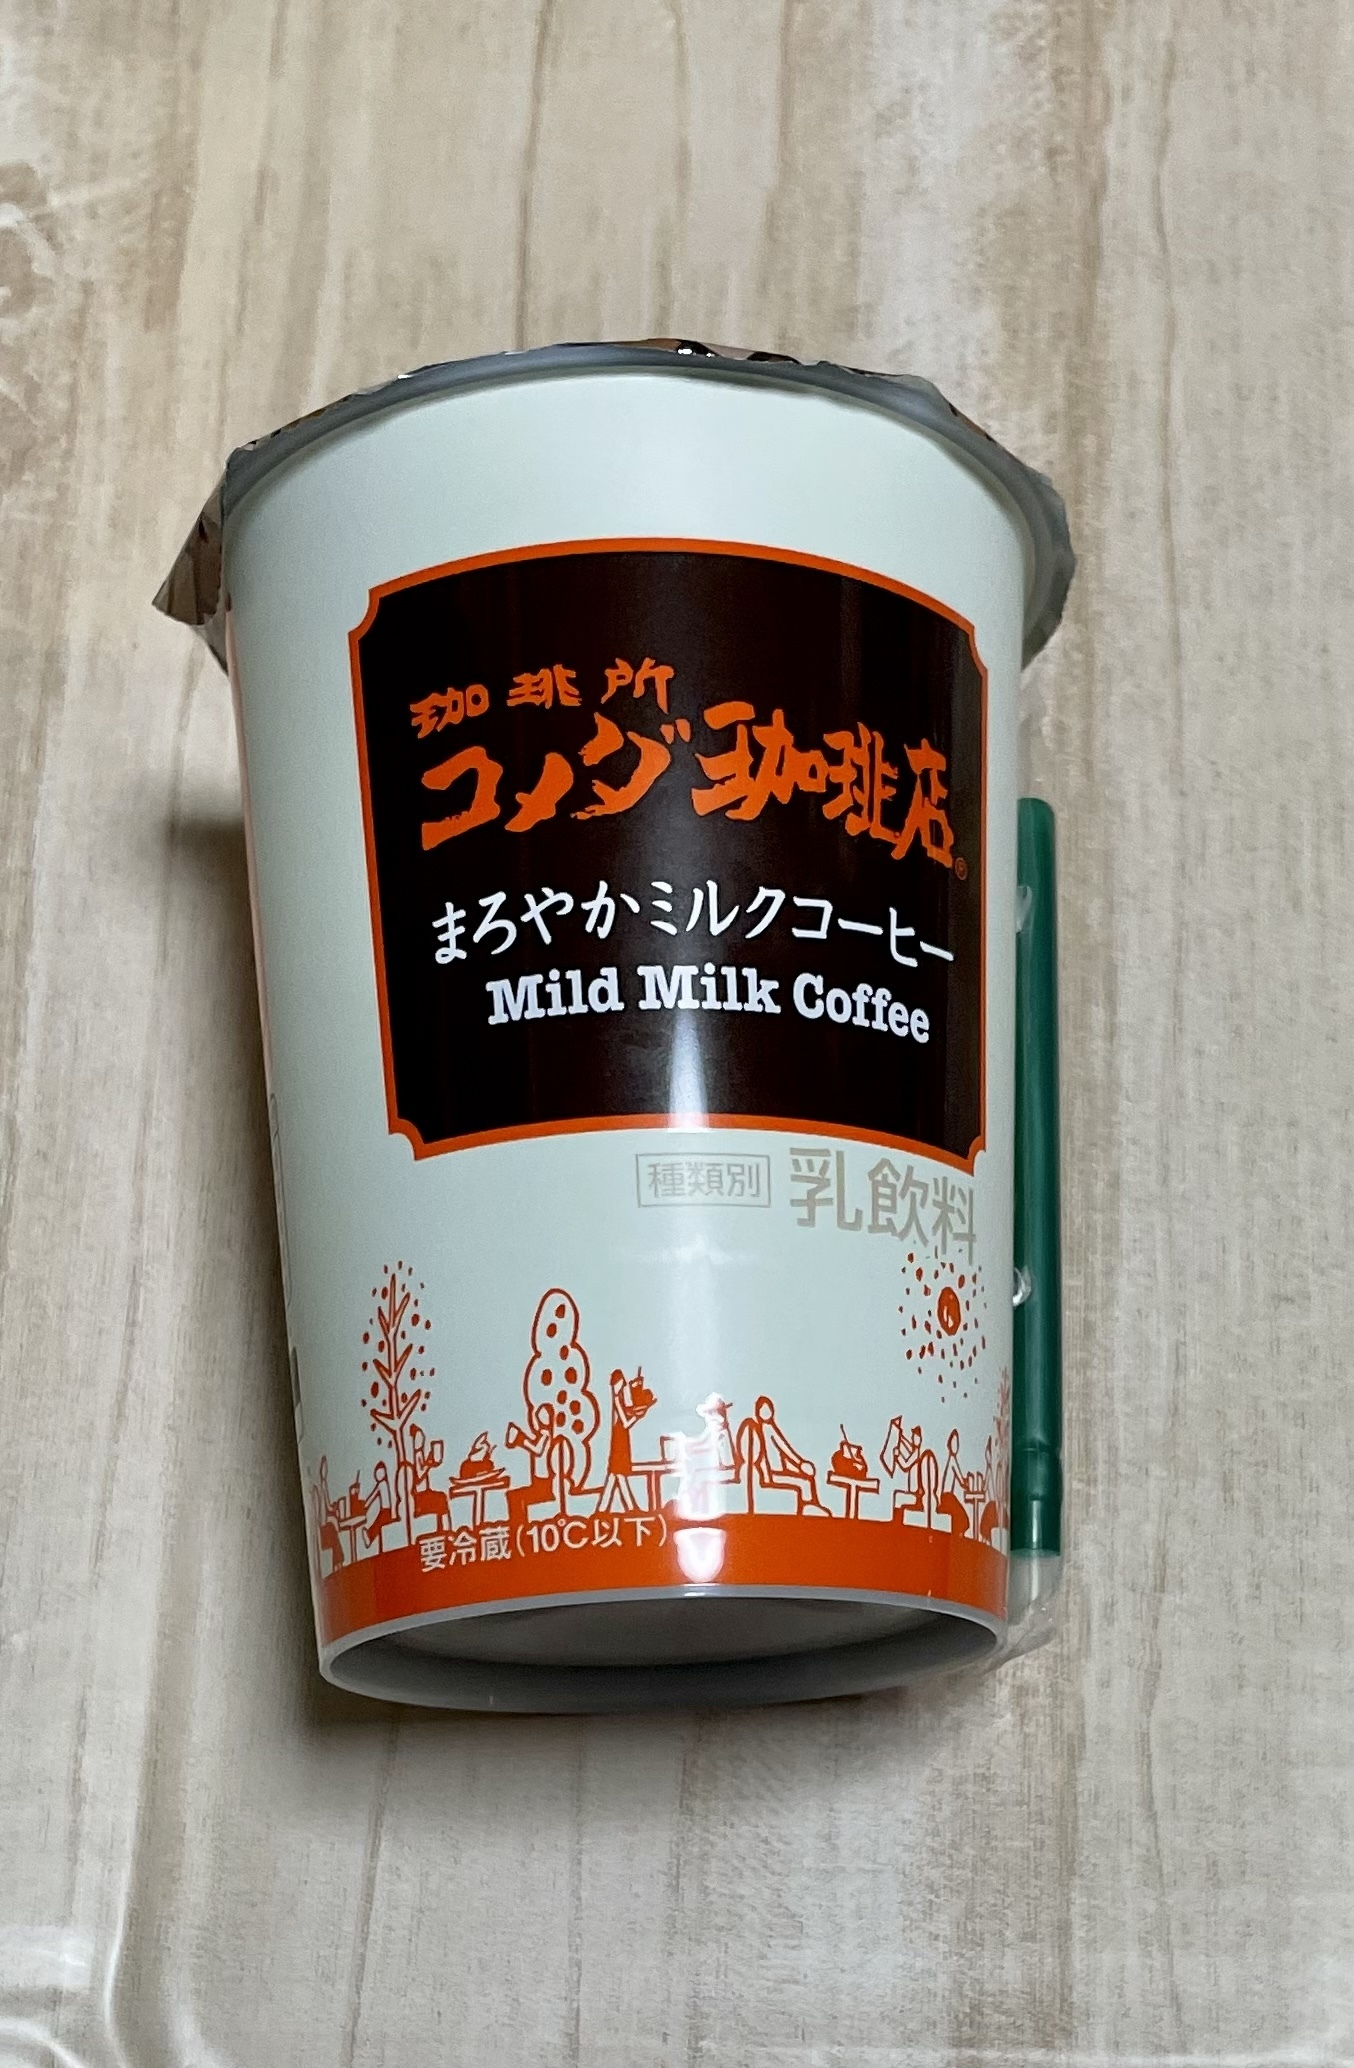 珈琲所
コメダ珈琲店®
まろやかミルクコーヒー
Mild Milk Coffee
種類別 乳飲料
要冷蔵(10℃以下)